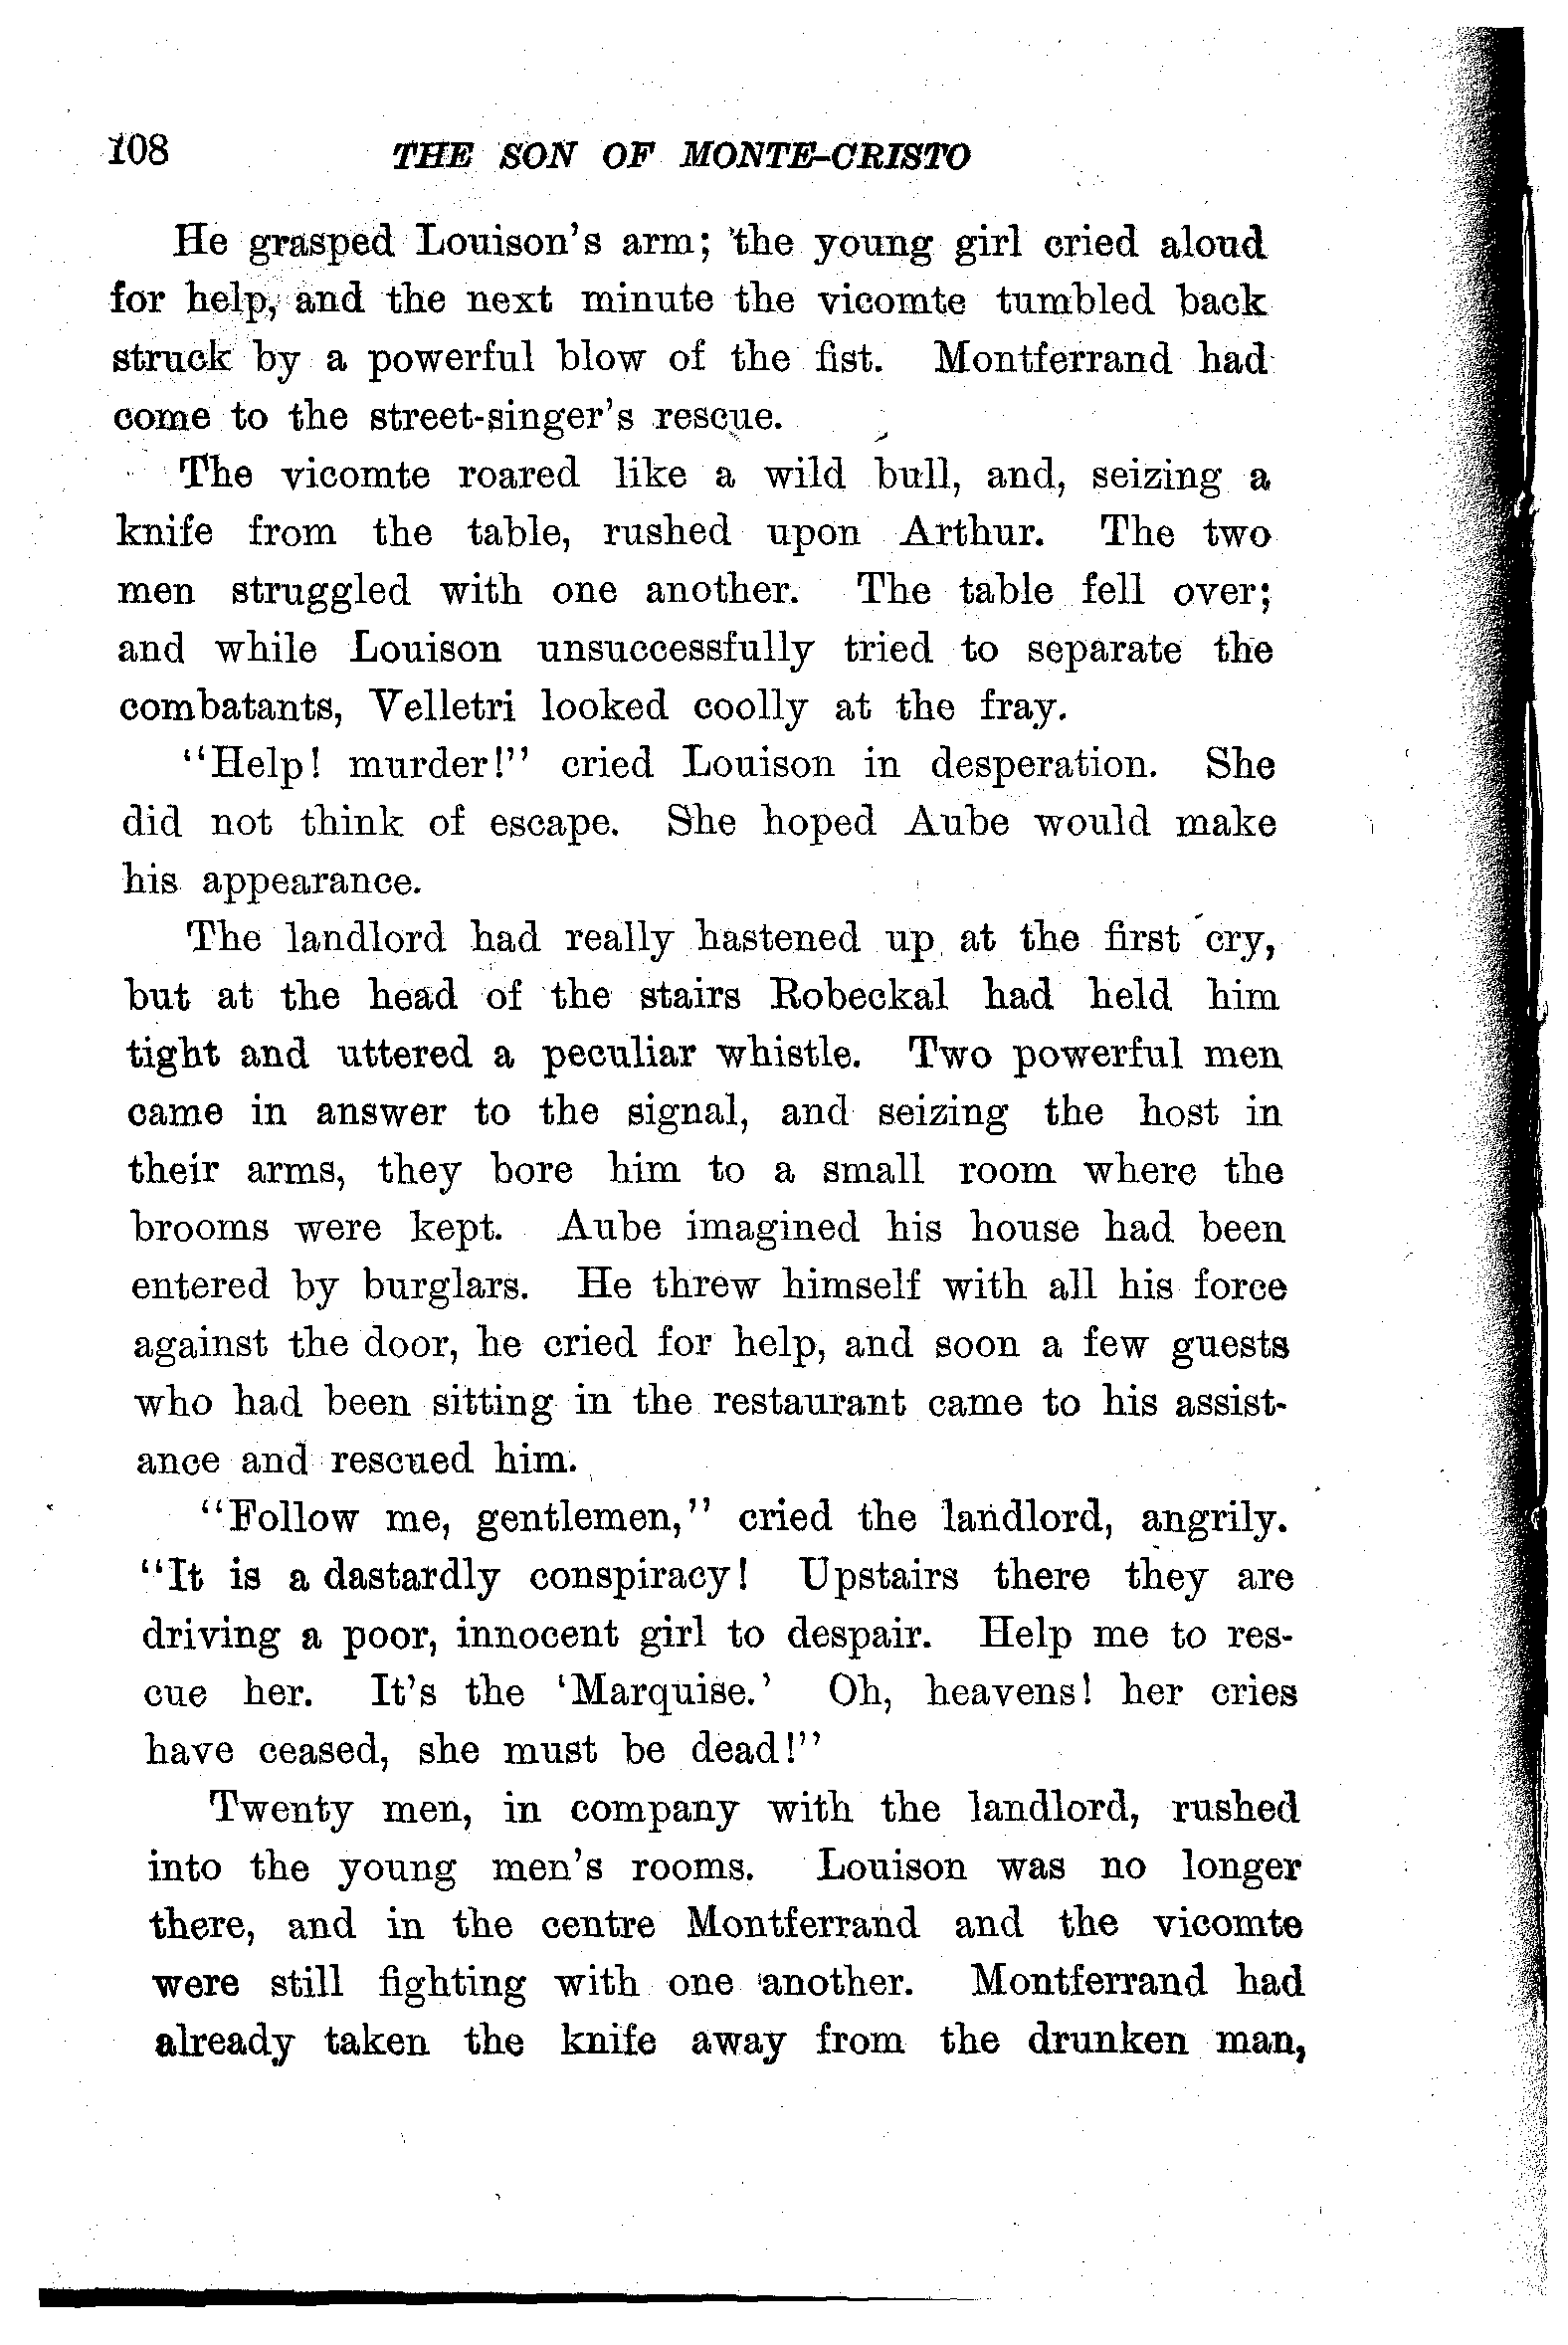 108 THE SON OF MONTE-CRISTO
He grasped Louison's arm; the young girl cried aloud
for help, and the next minute the vicomte tumbled back
struck by a powerful blow of the fist. Montferrand had
come to the street-singer's rescue.
The vicomte roared like a wild bull, and, seizing a
knife from the table, rushed upon Arthur. The two
men struggled with one another. The table fell over;
and while Louison unsuccessfully tried to separate the
combatants, Velletri looked coolly at the fray.
"Help! murder!" cried Louison in desperation. She
did not think of escape. She hoped Aube would make
his appearance.
The landlord had really hastened up at the first cry,
but at the head of the stairs Robeckal had held him
tight and uttered a peculiar whistle. Two powerful men
came in answer to the signal, and seizing the host in
their arms, they bore him to a small room where the
brooms were kept. Aube imagined his house had been
entered by burglars. He threw himself with all his force
against the door, he cried for help, and soon a few guests
who had been sitting in the restaurant came to his assist-
ance and rescued him.
"Follow me, gentlemen," cried the landlord, angrily.
"It is a dastardly conspiracy! Upstairs there they are
driving a poor, innocent girl to despair. Help me to res-
cue her. It's the 'Marquise.' Oh, heavens! her cries
have ceased, she must be dead!"
Twenty men, in company with the landlord, rushed
into the young men's rooms. Louison was no longer
there, and in the centre Montferrand and the vicomte
were still fighting with one another. Montferrand had
already taken the knife away from the drunken man,